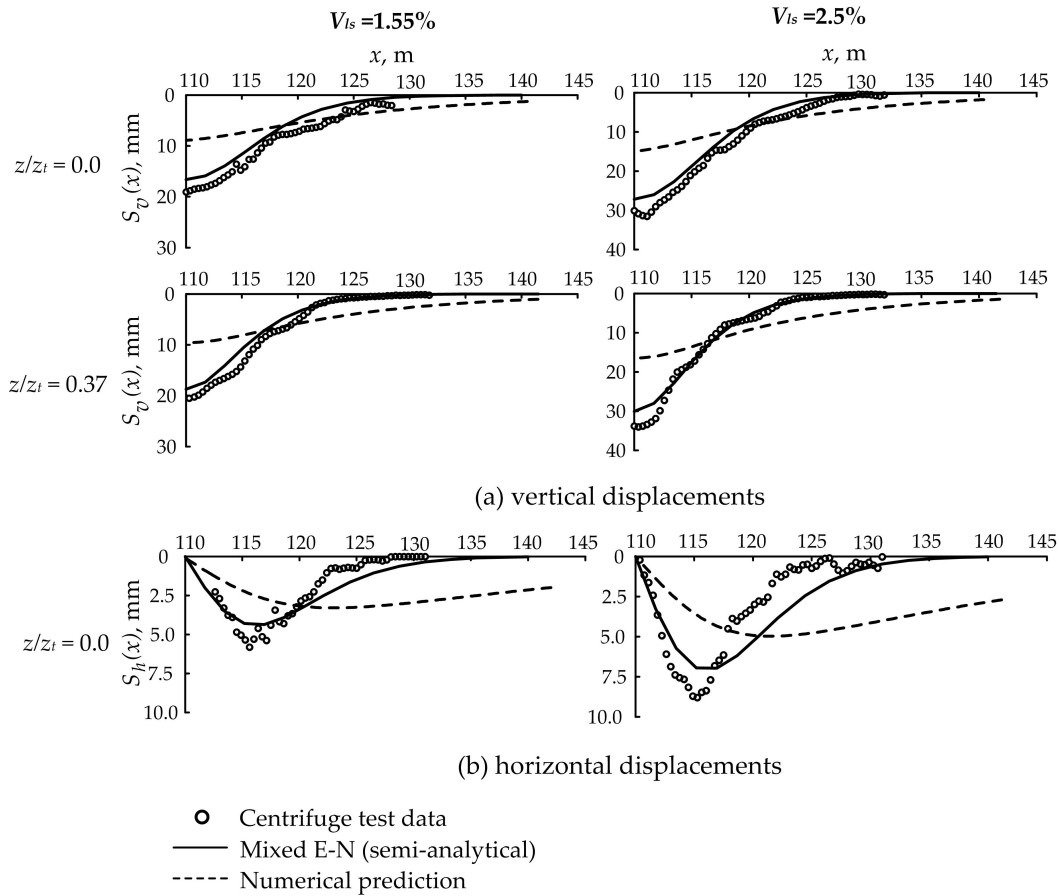 V_ls =1.55%
V_ls =2.5%
x, m
x, m
110 115 120 125 130 135 140 145
110 115 120 125 130 135 140 145
z/z_t = 0.0
S_v(x), mm
0
10
20
30
0
10
20
30
40
110 115 120 125 130 135 140 145
110 115 120 125 130 135 140 145
z/z_t = 0.37
S_v(x), mm
0
10
20
30
0
10
20
30
40
(a) vertical displacements
110 115 120 125 130 135 140 145
110 115 120 125 130 135 140 145
z/z_t = 0.0
S_h(x), mm
0
2.5
5.0
7.5
10.0
0
2.5
5.0
7.5
10.0
(b) horizontal displacements
Centrifuge test data
Mixed E-N (semi-analytical)
Numerical prediction